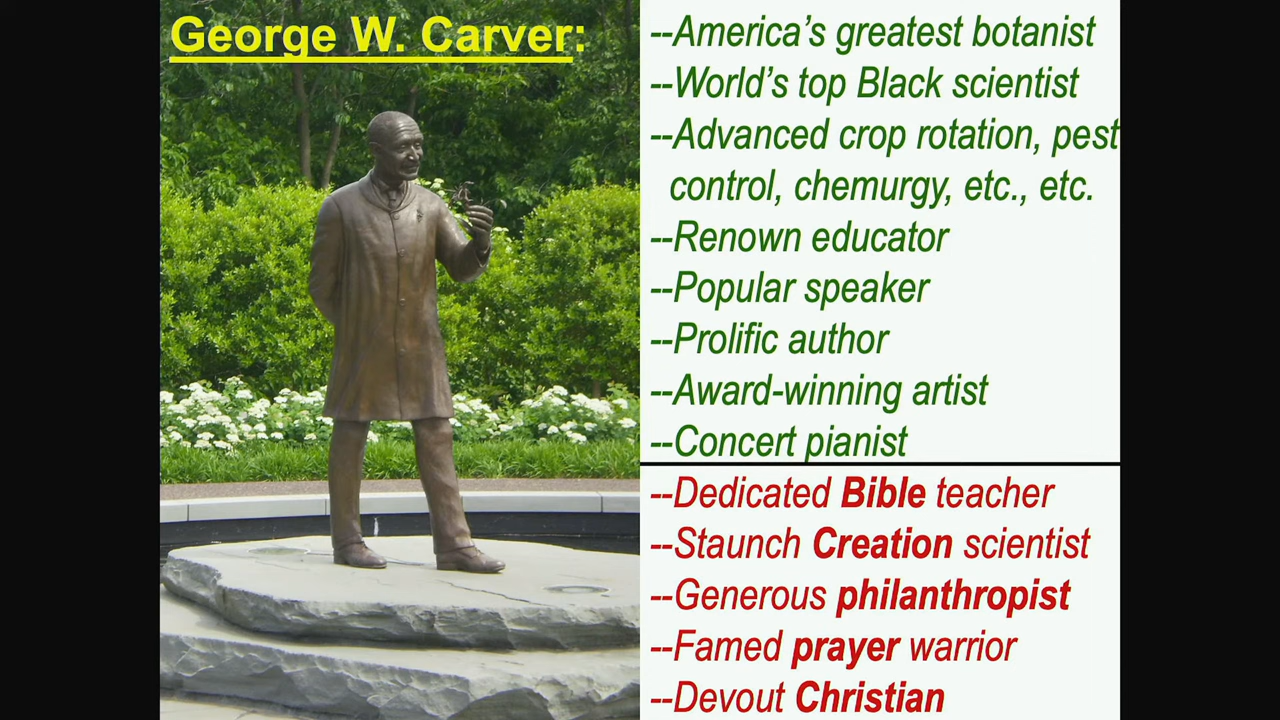 George W. Carver:
--America's greatest botanist
--World's top Black scientist
--Advanced crop rotation, pest
control, chemurgy, etc., etc.
--Renown educator
--Popular speaker
--Prolific author
--Award-winning artist
--Concert pianist
--Dedicated Bible teacher
--Staunch Creation scientist
--Generous philanthropist
--Famed prayer warrior
--Devout Christian